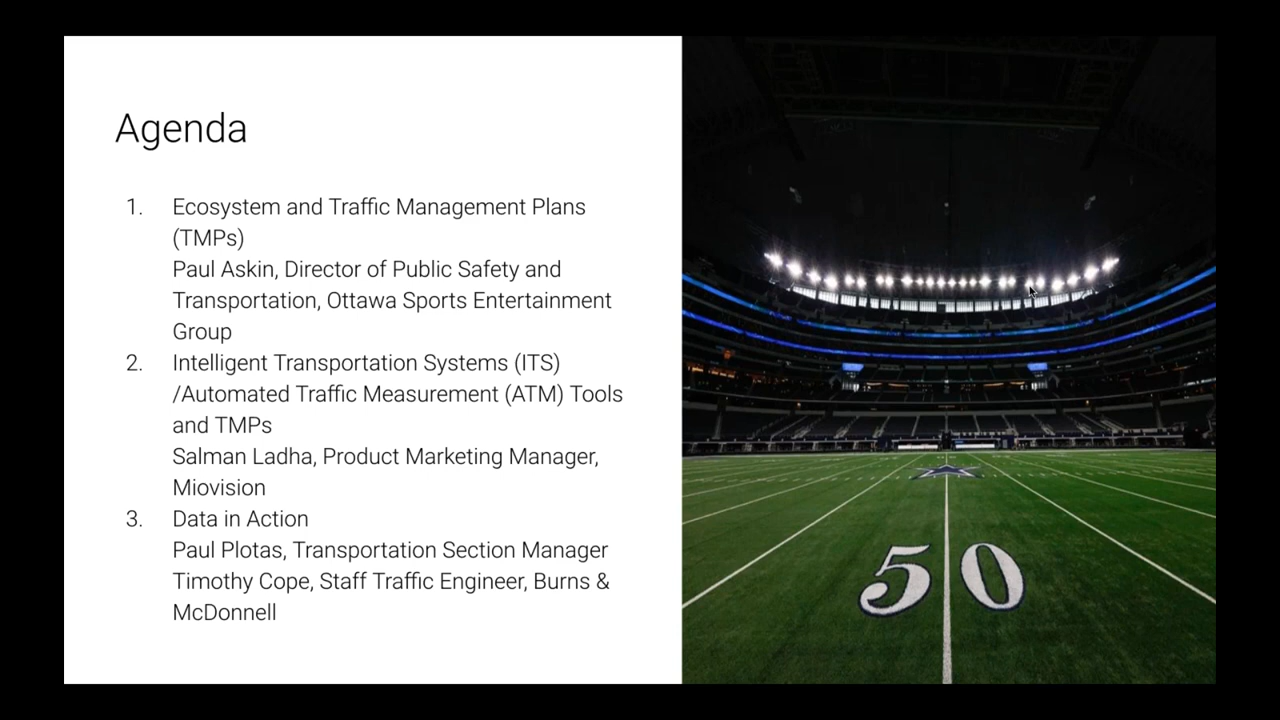 Agenda
1. Ecosystem and Traffic Management Plans
(TMPs)
Paul Askin, Director of Public Safety and
Transportation, Ottawa Sports Entertainment
Group
2. Intelligent Transportation Systems (ITS)
/Automated Traffic Measurement (ATM) Tools
and TMPs
Salman Ladha, Product Marketing Manager,
Miovision
3. Data in Action
Paul Plotas, Transportation Section Manager
Timothy Cope, Staff Traffic Engineer, Burns &
McDonnell
50